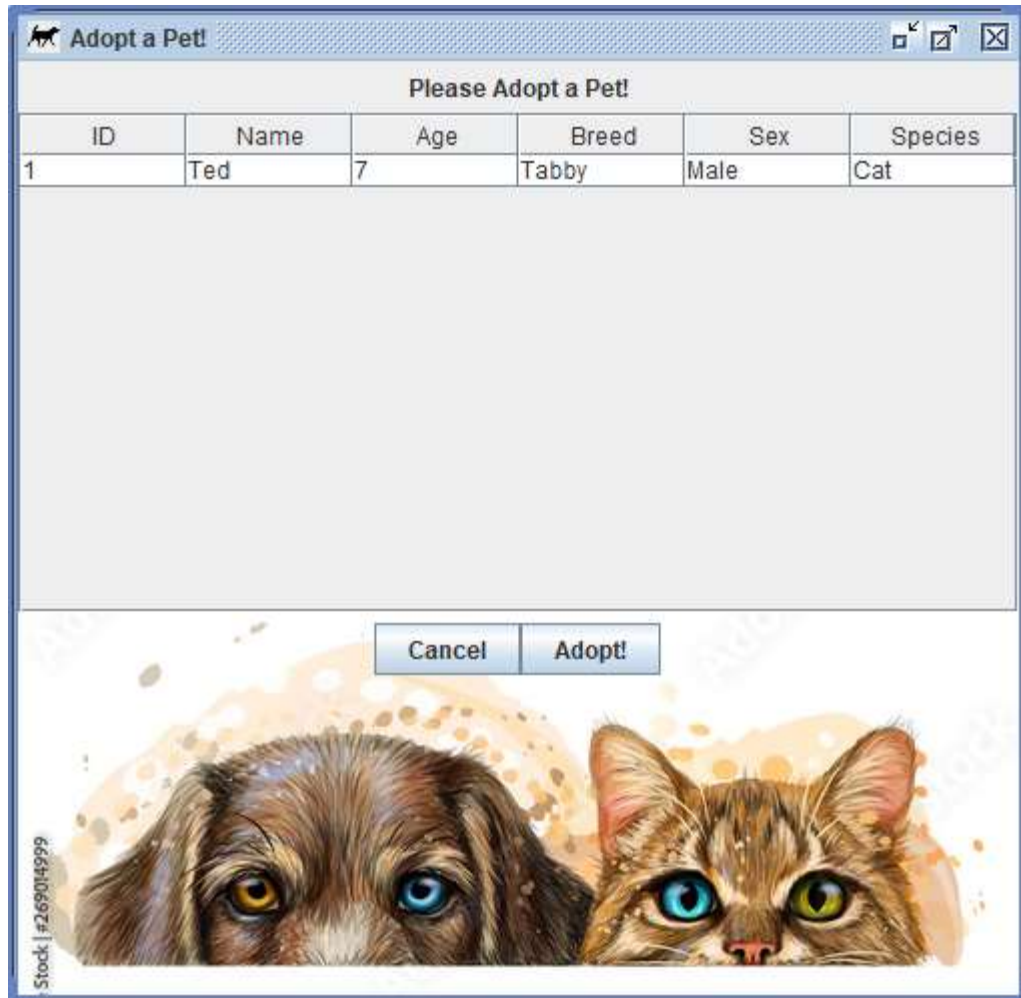 Adopt a Pet!
Please Adopt a Pet!
ID Name Age Breed Sex Species
1 Ted 7 Tabby Male Cat
Cancel Adopt!
Stock | #269014999